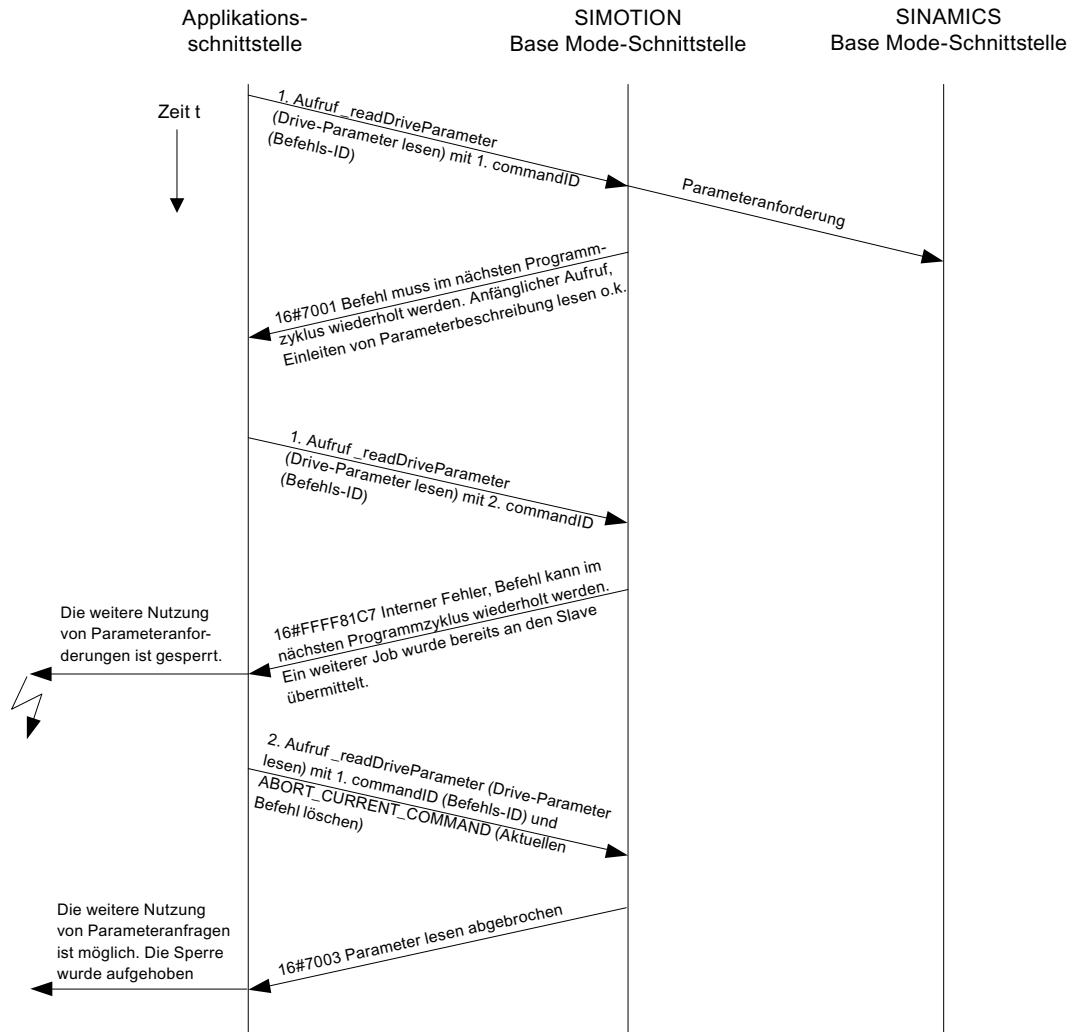 Applikations-
schnittstelle
SIMOTION
Base Mode-Schnittstelle
SINAMICS
Base Mode-Schnittstelle
Zeit t
1. Aufruf _readDriveParameter
(Drive-Parameter lesen) mit 1. commandID
(Befehls-ID)
Parameteranforderung
16#7001 Befehl muss im nächsten Programm-
zyklus wiederholt werden. Anfänglicher Aufruf,
Einleiten von Parameterbeschreibung lesen o.k.
1. Aufruf _readDriveParameter
(Drive-Parameter lesen) mit 2. commandID
(Befehls-ID)
16#FFFF81C7 Interner Fehler, Befehl kann im
nächsten Programmzyklus wiederholt werden.
Ein weiterer Job wurde bereits an den Slave
übermittelt.
Die weitere Nutzung
von Parameteranfor-
derungen ist gesperrt.
2. Aufruf _readDriveParameter (Drive-Parameter
lesen) mit 1. commandID (Befehls-ID) und
ABORT_CURRENT_COMMAND (Aktuellen
Befehl löschen)
16#7003 Parameter lesen abgebrochen
Die weitere Nutzung
von Parameteranfragen
ist möglich. Die Sperre
wurde aufgehoben